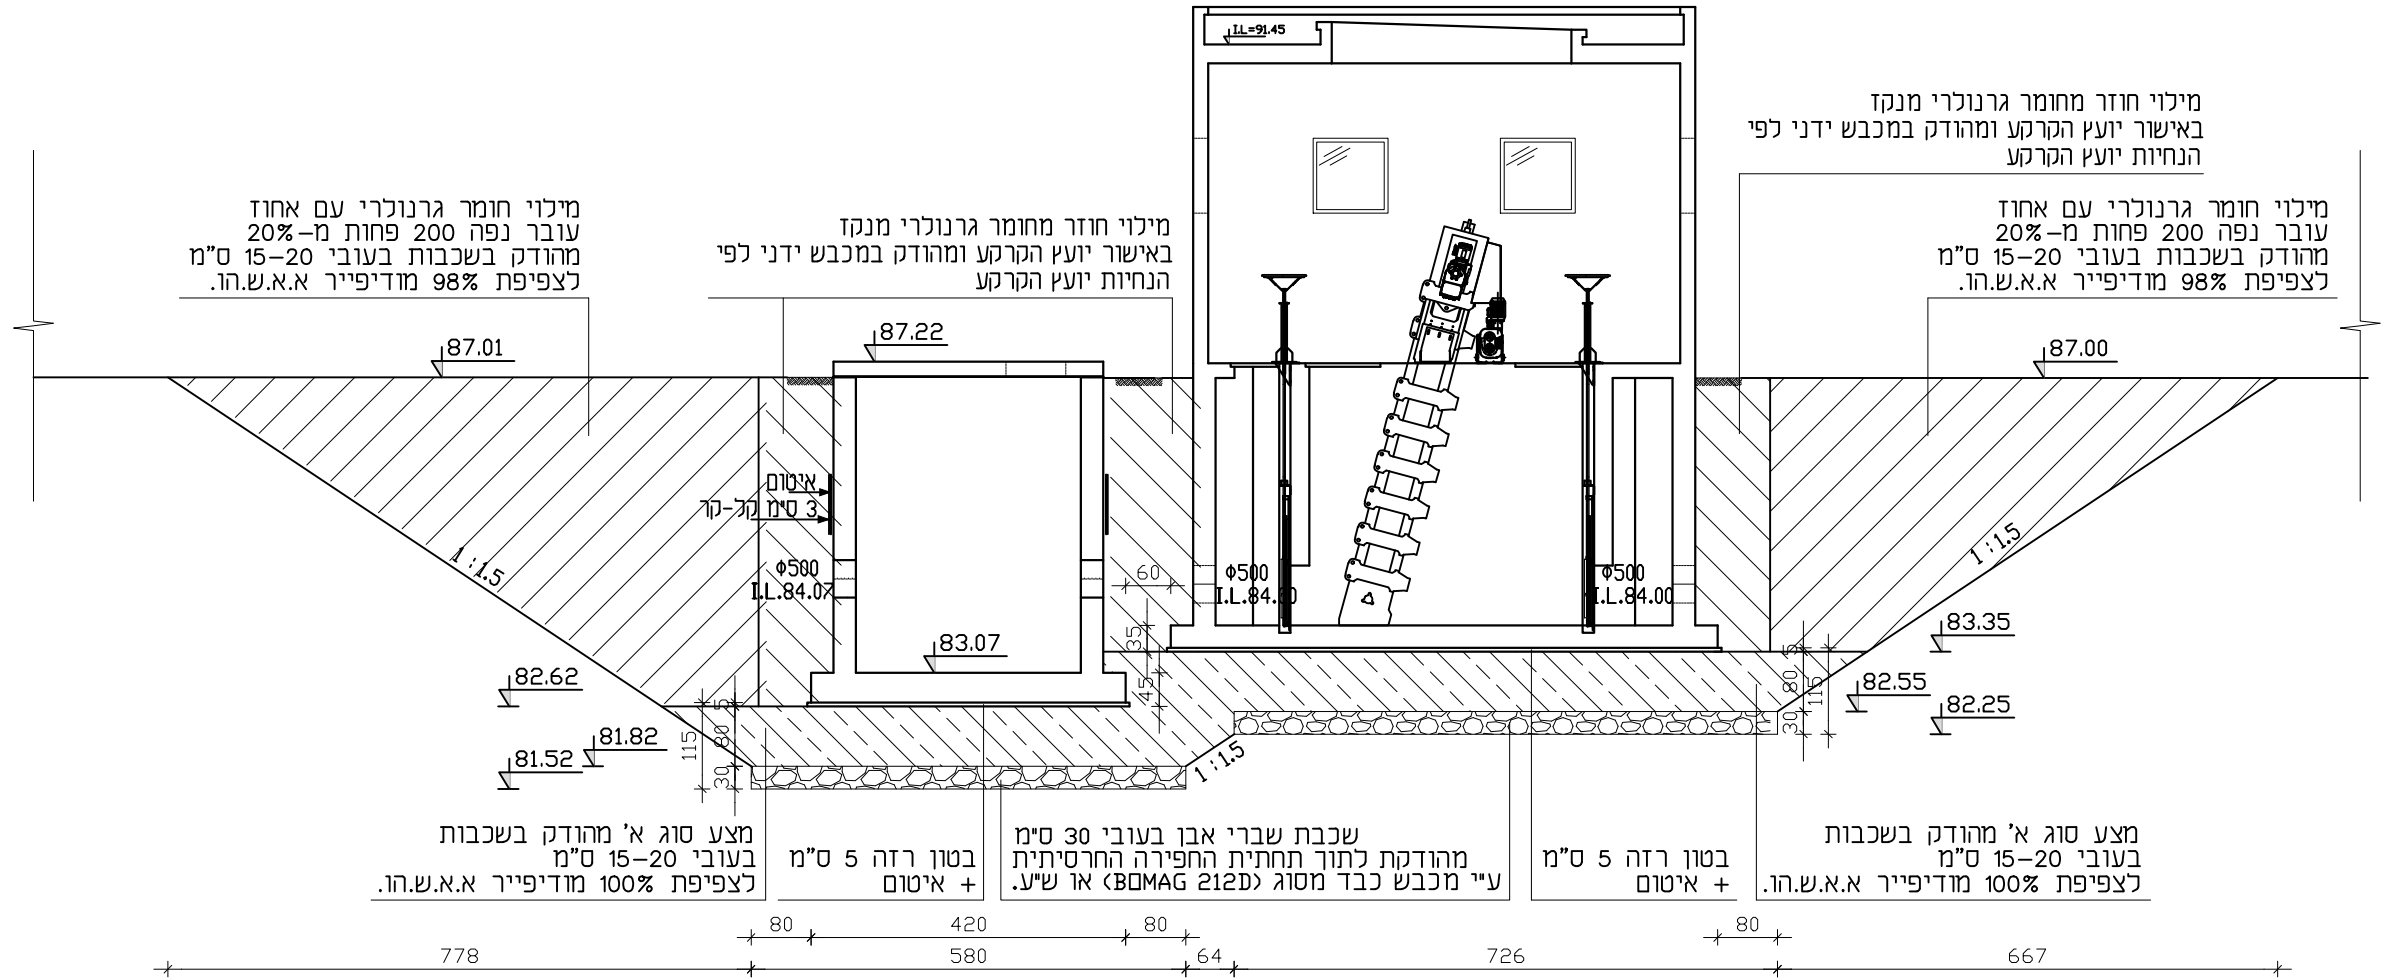 I.L=91.45
מילוי חוזר מחומר גרנולרי מנקז
באישור יועץ הקרקע ומהודק במכבש ידני לפי
הנחיות יועץ הקרקע
מילוי חומר גרנולרי עם אחוז
עובר נפה 200 פחות מ-20%
מהודק בשכבות בעובי 15-20 ס"מ
לצפיפת 98% מודיפייר א.א.ש.הו.
מילוי חוזר מחומר גרנולרי מנקז
באישור יועץ הקרקע ומהודק במכבש ידני לפי
הנחיות יועץ הקרקע
מילוי חומר גרנולרי עם אחוז
עובר נפה 200 פחות מ-20%
מהודק בשכבות בעובי 15-20 ס"מ
לצפיפת 98% מודיפייר א.א.ש.הו.
87.22
87.01
87.00
איטום
3 ס"מ קל-קר
1:1.5
1:1.5
Φ500
I.L.84.07
60
Φ500
Φ500
I.L.84.00
35
45
83.07
83.35
82.62
82.55
82.25
81.82
81.52
5
80
30
115
5
80
30
115
1:1.5
מצע סוג א' מהודק בשכבות
בעובי 15-20 ס"מ
לצפיפת 100% מודיפייר א.א.ש.הו.
בטון רזה 5 ס"מ
+ איטום
שכבת שברי אבן בעובי 30 ס"מ
מהודקת לתוך תחתית החפירה החרסיתית
ע"י מכבש כבד מסוג (BOMAG 212D) או ש"ע.
בטון רזה 5 ס"מ
+ איטום
מצע סוג א' מהודק בשכבות
בעובי 15-20 ס"מ
לצפיפת 100% מודיפייר א.א.ש.הו.
80 420 80 80
778 580 64 726 667